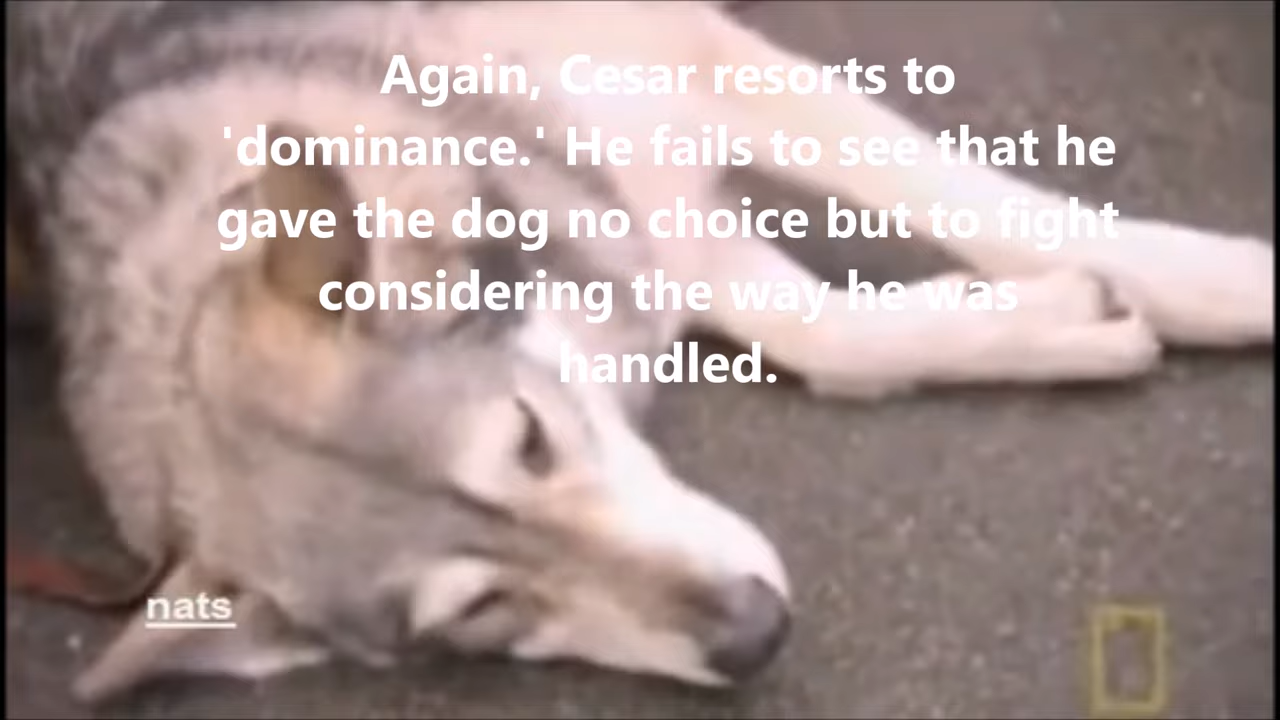 Again, Cesar resorts to
'dominance.' He fails to see that he
gave the dog no choice but to fight
considering the way he was
handled.
nats